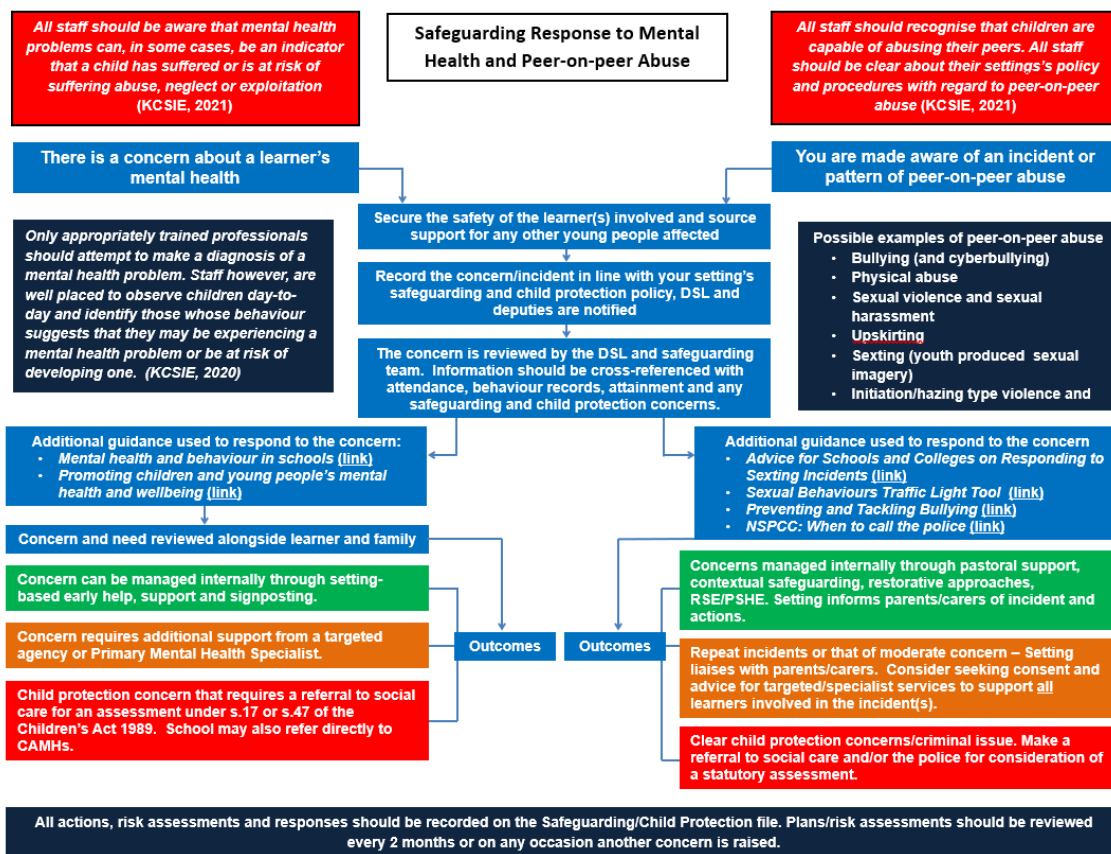 All staff should be aware that mental health
problems can, in some cases, be an indicator
that a child has suffered or is at risk of
suffering abuse, neglect or exploitation
(KCSIE, 2021)
Safeguarding Response to Mental
Health and Peer-on-peer Abuse
All staff should recognise that children are
capable of abusing their peers. All staff
should be clear about their settings's policy
and procedures with regard to peer-on-peer
abuse (KCSIE, 2021)
There is a concern about a learner's
mental health
You are made aware of an incident or
pattern of peer-on-peer abuse
Secure the safety of the learner(s) involved and source
support for any other young people affected
Only appropriately trained professionals
should attempt to make a diagnosis of a
mental health problem. Staff however, are
well placed to observe children day-to-
day and identify those whose behaviour
suggests that they may be experiencing a
mental health problem or be at risk of
developing one. (KCSIE, 2020)
Record the concern/incident in line with your setting's
safeguarding and child protection policy, DSL and
deputies are notified
Possible examples of peer-on-peer abuse
• Bullying (and cyberbullying)
• Physical abuse
• Sexual violence and sexual
harassment
• Upskirting
• Sexting (youth produced sexual
imagery)
• Initiation/hazing type violence and
The concern is reviewed by the DSL and safeguarding
team. Information should be cross-referenced with
attendance, behaviour records, attainment and any
safeguarding and child protection concerns.
Additional guidance used to respond to the concern:
• Mental health and behaviour in schools (link)
• Promoting children and young people's mental
health and wellbeing (link)
Additional guidance used to respond to the concern
• Advice for Schools and Colleges on Responding to
Sexting Incidents (link)
• Sexual Behaviours Traffic Light Tool (link)
• Preventing and Tackling Bullying (link)
• NSPCC: When to call the police (link)
Concern and need reviewed alongside learner and family
Concern can be managed internally through setting-
based early help, support and signposting.
Concern requires additional support from a targeted
agency or Primary Mental Health Specialist.
Child protection concern that requires a referral to social
care for an assessment under s.17 or s.47 of the
Children's Act 1989. School may also refer directly to
CAMHs.
Outcomes
Outcomes
Concerns managed internally through pastoral support,
contextual safeguarding, restorative approaches,
RSE/PSHE. Setting informs parents/carers of incident and
actions.
Repeat incidents or that of moderate concern – Setting
liaises with parents/carers. Consider seeking consent and
advice for targeted/specialist services to support all
learners involved in the incident(s).
Clear child protection concerns/criminal issue. Make a
referral to social care and/or the police for consideration of
a statutory assessment.
All actions, risk assessments and responses should be recorded on the Safeguarding/Child Protection file. Plans/risk assessments should be reviewed
every 2 months or on any occasion another concern is raised.